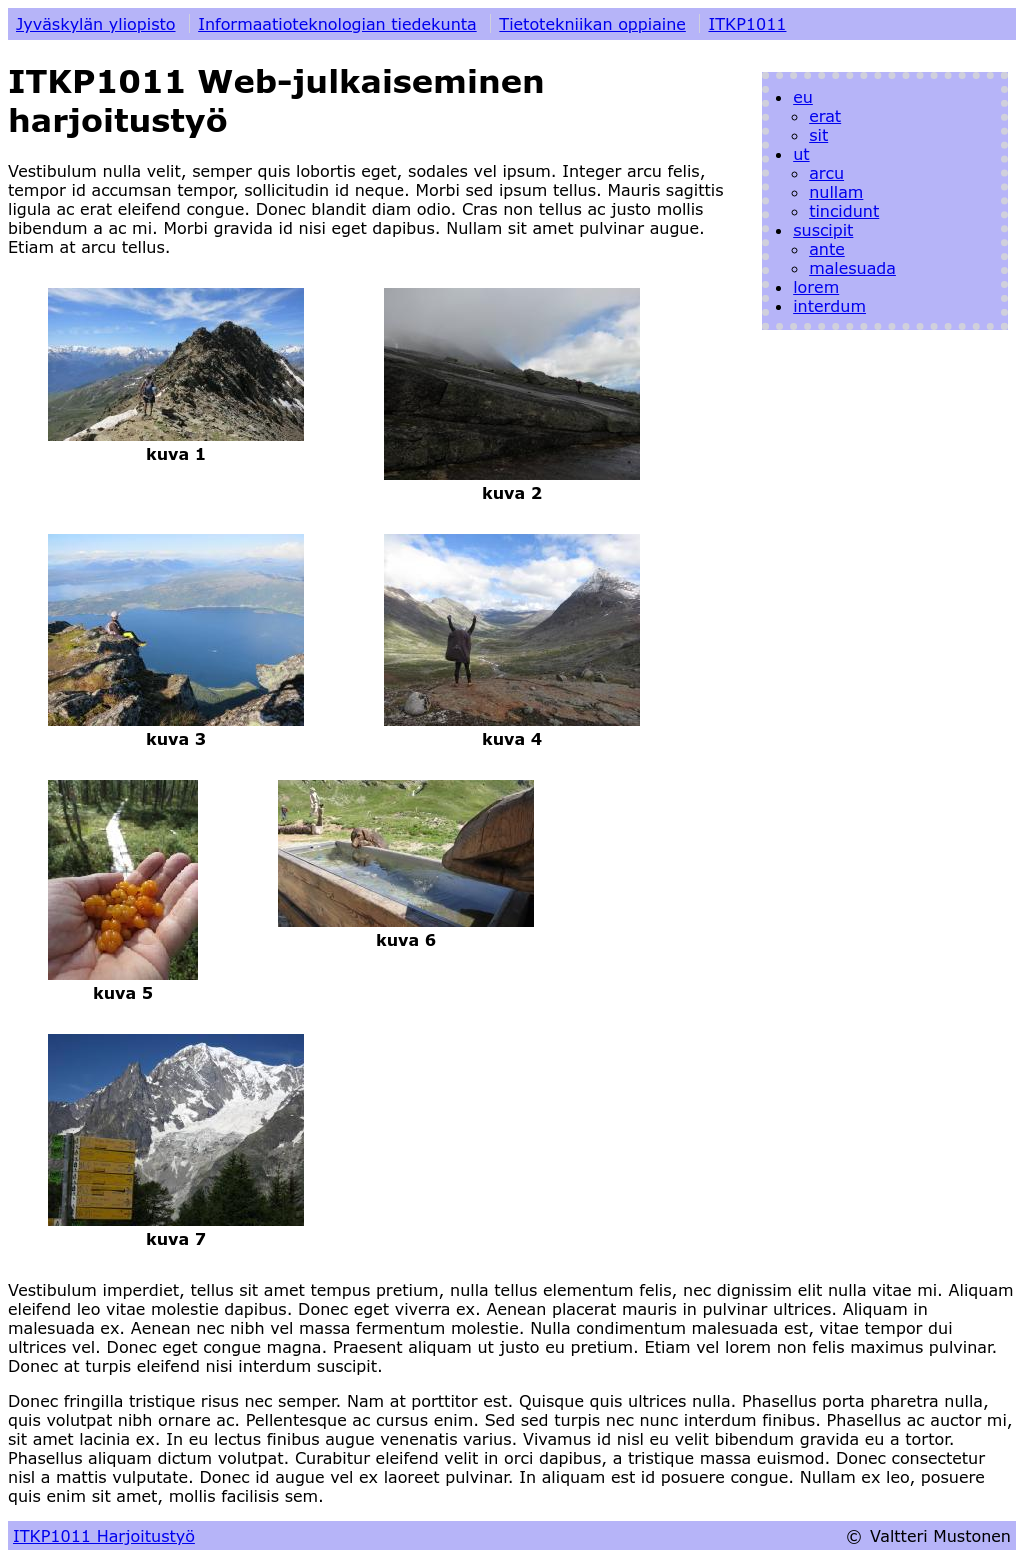 Jyväskylän yliopisto Informaatioteknologian tiedekunta Tietotekniikan oppiaine ITKP1011
ITKP1011 Web-julkaiseminen
harjoitustyö
Vestibulum nulla velit, semper quis lobortis eget, sodales vel ipsum. Integer arcu felis,
tempor id accumsan tempor, sollicitudin id neque. Morbi sed ipsum tellus. Mauris sagittis
ligula ac erat eleifend congue. Donec blandit diam odio. Cras non tellus ac justo mollis
bibendum a ac mi. Morbi gravida id nisi eget dapibus. Nullam sit amet pulvinar augue.
Etiam at arcu tellus.
eu
erat
sit
ut
arcu
nullam
tincidunt
suscipit
ante
malesuada
lorem
interdum
kuva 1
kuva 2
kuva 3
kuva 4
kuva 5
kuva 6
kuva 7
Vestibulum imperdiet, tellus sit amet tempus pretium, nulla tellus elementum felis, nec dignissim elit nulla vitae mi. Aliquam
eleifend leo vitae molestie dapibus. Donec eget viverra ex. Aenean placerat mauris in pulvinar ultrices. Aliquam in
malesuada ex. Aenean nec nibh vel massa fermentum molestie. Nulla condimentum malesuada est, vitae tempor dui
ultrices vel. Donec eget congue magna. Praesent aliquam ut justo eu pretium. Etiam vel lorem non felis maximus pulvinar.
Donec at turpis eleifend nisi interdum suscipit.
Donec fringilla tristique risus nec semper. Nam at porttitor est. Quisque quis ultrices nulla. Phasellus porta pharetra nulla,
quis volutpat nibh ornare ac. Pellentesque ac cursus enim. Sed sed turpis nec nunc interdum finibus. Phasellus ac auctor mi,
sit amet lacinia ex. In eu lectus finibus augue venenatis varius. Vivamus id nisl eu velit bibendum gravida eu a tortor.
Phasellus aliquam dictum volutpat. Curabitur eleifend velit in orci dapibus, a tristique massa euismod. Donec consectetur
nisl a mattis vulputate. Donec id augue vel ex laoreet pulvinar. In aliquam est id posuere congue. Nullam ex leo, posuere
quis enim sit amet, mollis facilisis sem.
ITKP1011 Harjoitustyö © Valtteri Mustonen